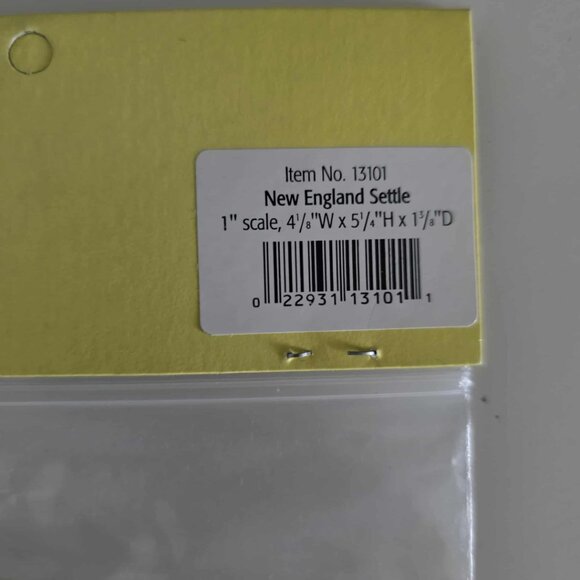 Item No. 13101
New England Settle
1" scale, 4⅛"W x 5¼"H x 1⅜"D
0 22931 13101 1